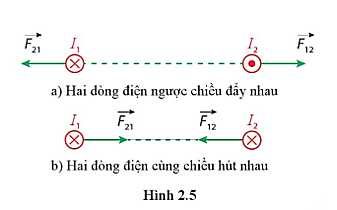 F₂₁ I₁ I₂ F₁₂
a) Hai dòng điện ngược chiều đẩy nhau
I₁ F₂₁ F₁₂ I₂
b) Hai dòng điện cùng chiều hút nhau
Hình 2.5